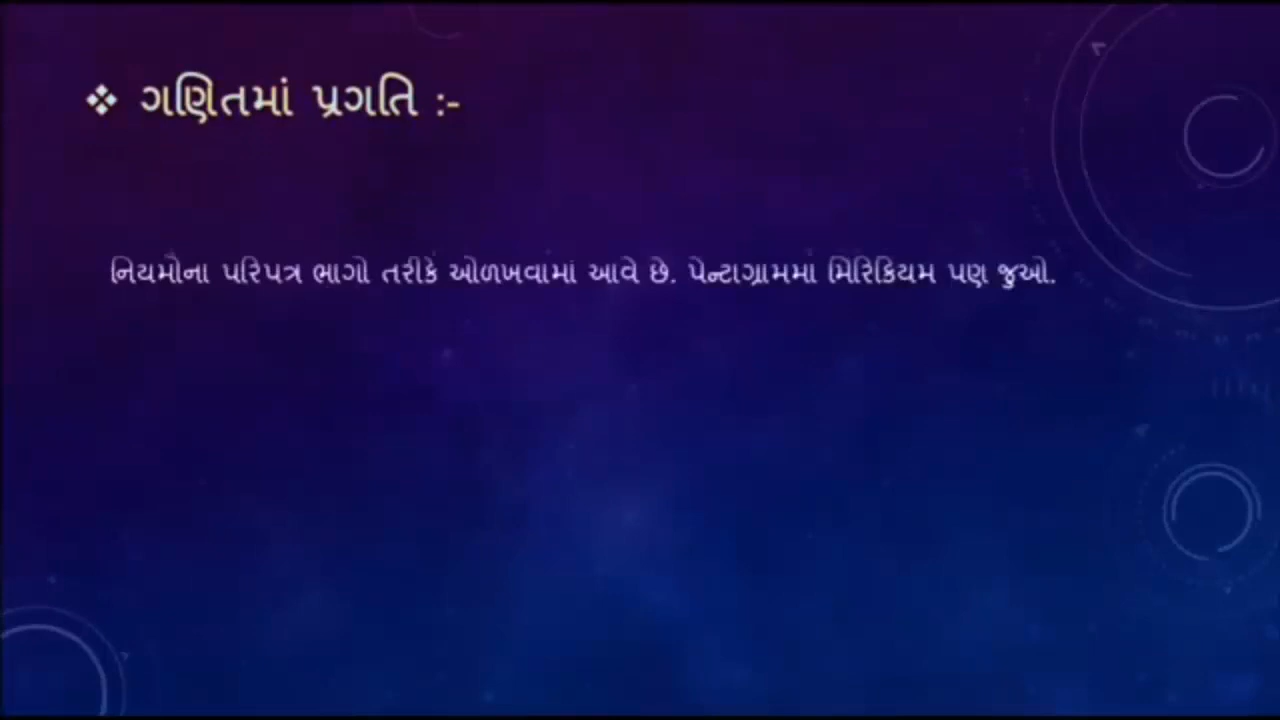 ❖ ગણિતમાં પ્રગતિ :-
નિયમોના પરિપત્ર ભાગો તરીકે ઓળખવામાં આવે છે. પેન્ટાગ્રામમાં મિરિકિયમ પણ જુઓ.